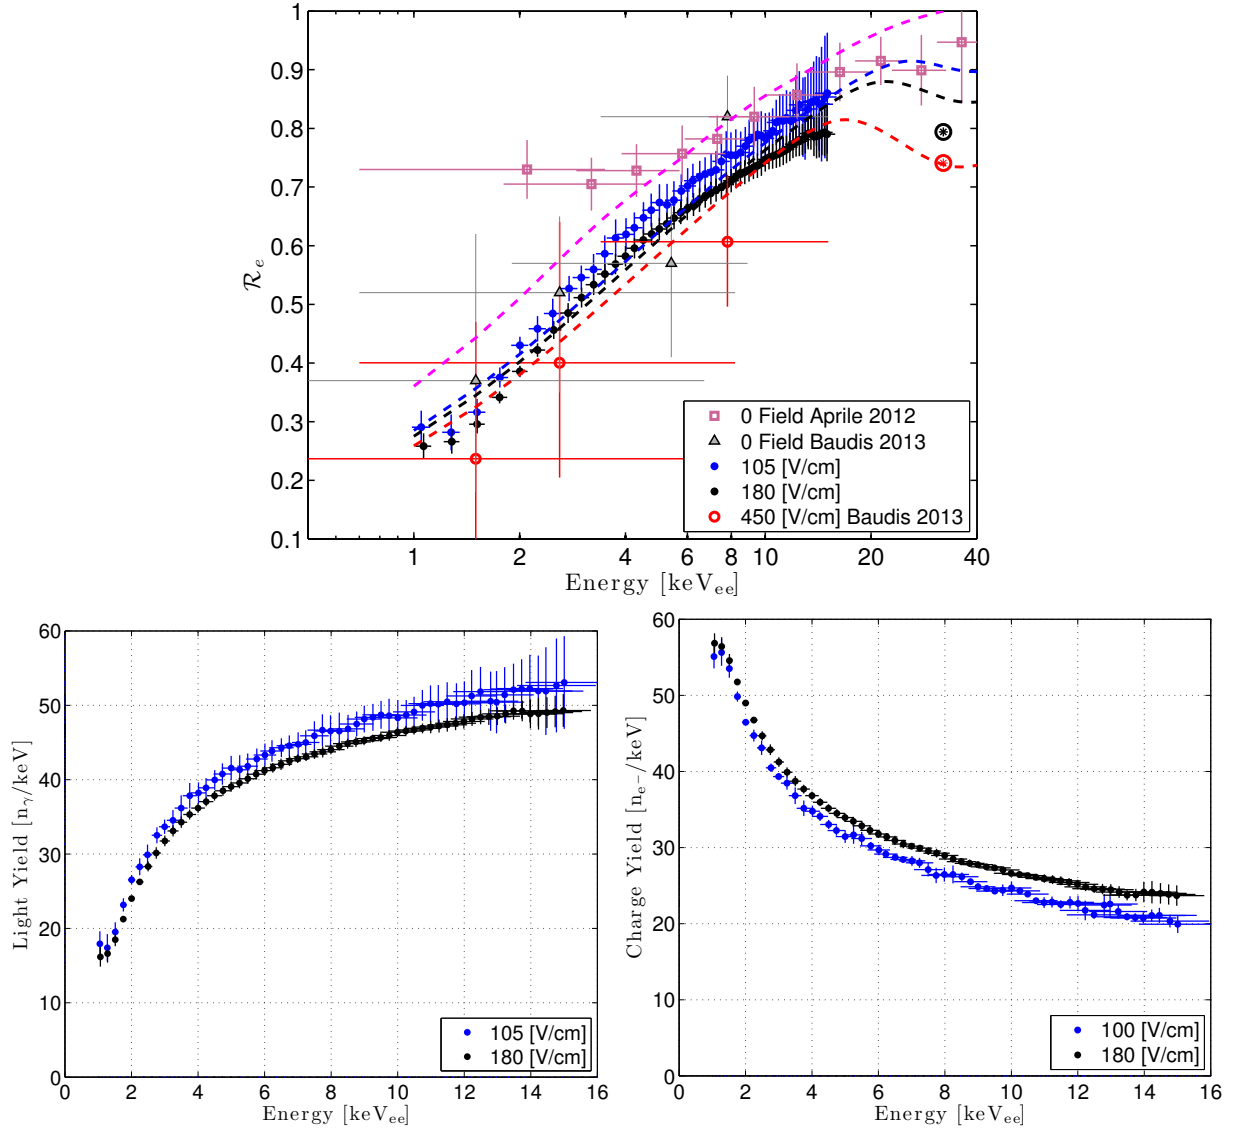 1
0.9
0.8
0.7
0.6
0.5
0.4
0.3
0.2
0.1
ℛe
0 Field Aprile 2012
0 Field Baudis 2013
105 [V/cm]
180 [V/cm]
450 [V/cm] Baudis 2013
1 2 4 6 8 10 20 40
Energy [keVee]
60
50
40
30
20
10
0
Light Yield [nγ/keV]
105 [V/cm]
180 [V/cm]
0 2 4 6 8 10 12 14 16
Energy [keVee]
60
50
40
30
20
10
0
Charge Yield [ne−/keV]
100 [V/cm]
180 [V/cm]
0 2 4 6 8 10 12 14 16
Energy [keVee]